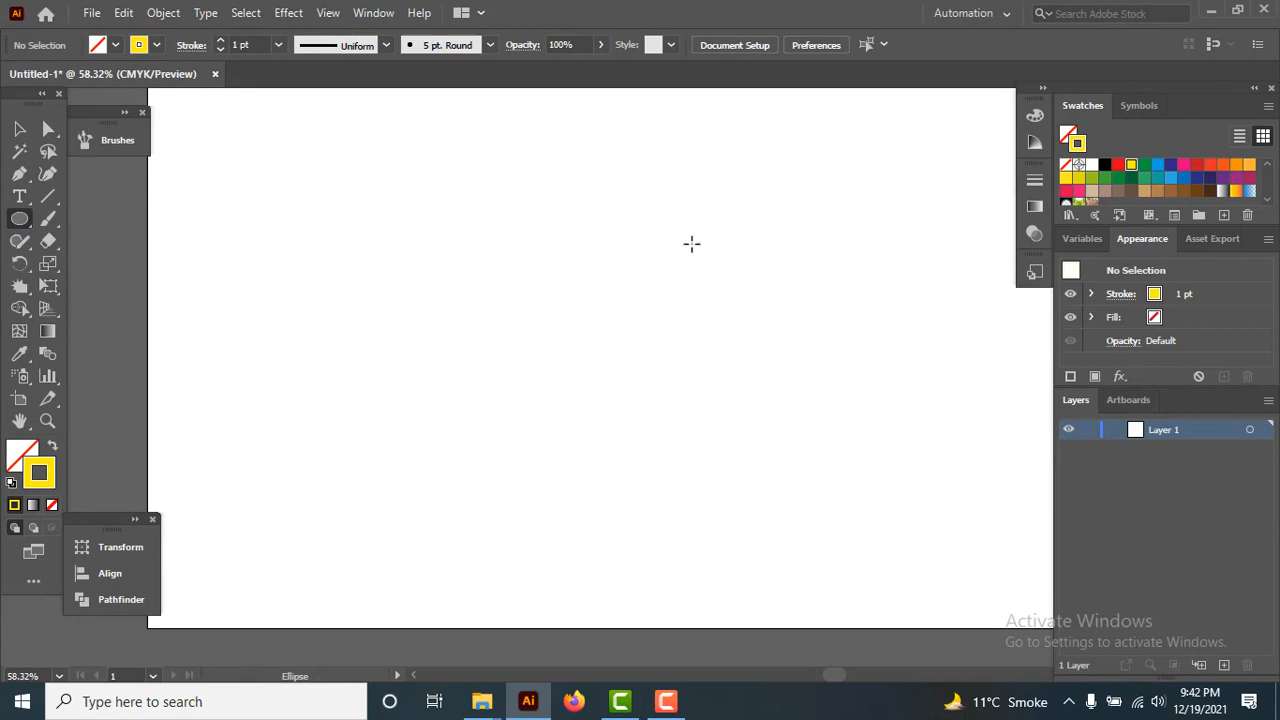 Ai File Edit Object Type Select Effect View Window Help Automation Search Adobe Stock
No Selection Stroke: 1 pt Uniform 5 pt. Round Opacity: 100% Style: Document Setup Preferences
Untitled-1* @ 58.32% (CMYK/Preview)
Brushes
Swatches Symbols
Variables Appearance Asset Export
No Selection
Stroke: 1 pt
Fill:
Opacity: Default
fx
Layers Artboards
Layer 1
Transform
Align
Pathfinder
Activate Windows
Go to Settings to activate Windows.
1 Layer
58.32% 1 Ellipse
Type here to search Ai 11°C Smoke 9:42 PM
12/19/2021